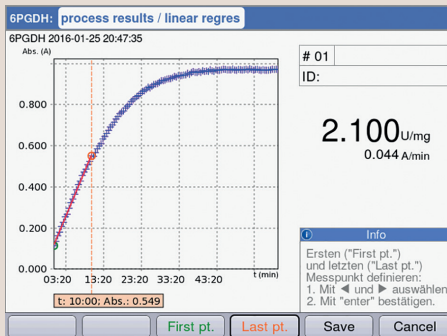 6PGDH: process results / linear regres
6PGDH 2016-01-25 20:47:35
Abs. (A)
# 01
ID:
0.800
0.600
0.400
0.200
0.000
03:20 13:20 23:20 33:20 43:20
t (min)
t: 10:00; Abs.: 0.549
2.100 U/mg
0.044 A/min
Info
Ersten ("First pt.")
und letzten ("Last pt.")
Messpunkt definieren:
1. Mit ◄ und ► auswählen
2. Mit "enter" bestätigen.
First pt. Last pt. Save Cancel